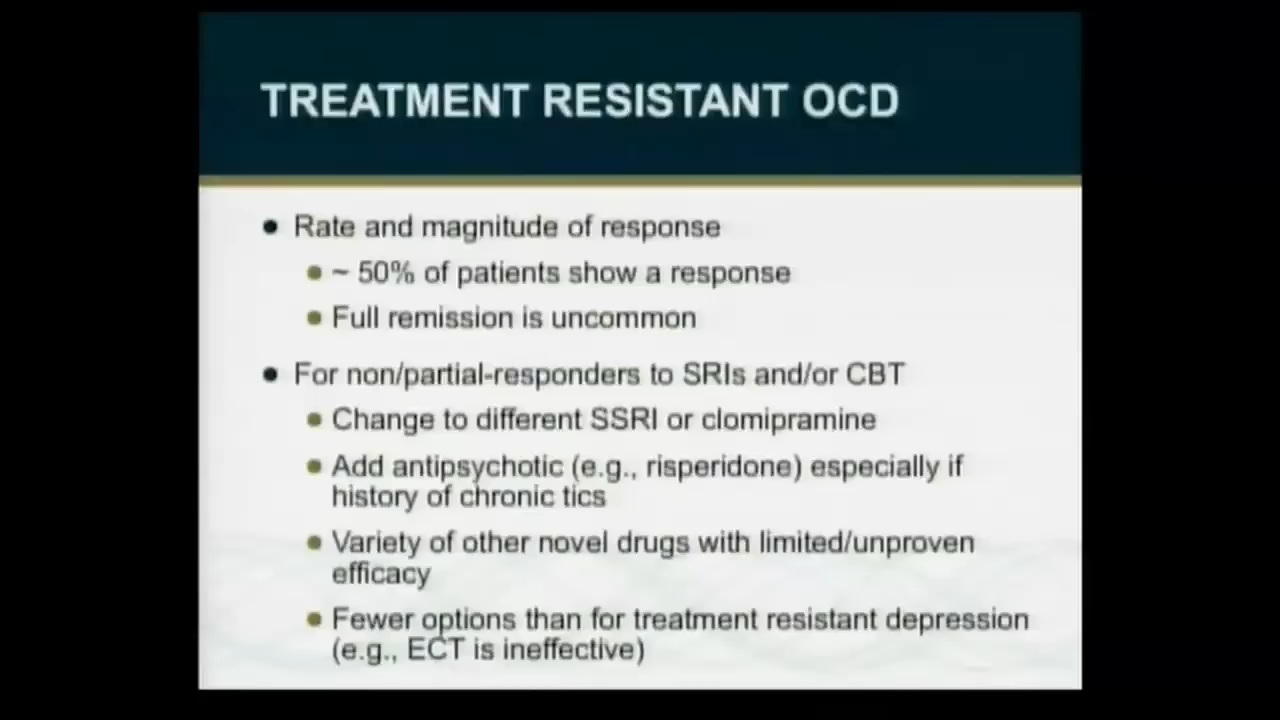 TREATMENT RESISTANT OCD
• Rate and magnitude of response
• ~ 50% of patients show a response
• Full remission is uncommon
• For non/partial-responders to SRIs and/or CBT
• Change to different SSRI or clomipramine
• Add antipsychotic (e.g., risperidone) especially if
history of chronic tics
• Variety of other novel drugs with limited/unproven
efficacy
• Fewer options than for treatment resistant depression
(e.g., ECT is ineffective)